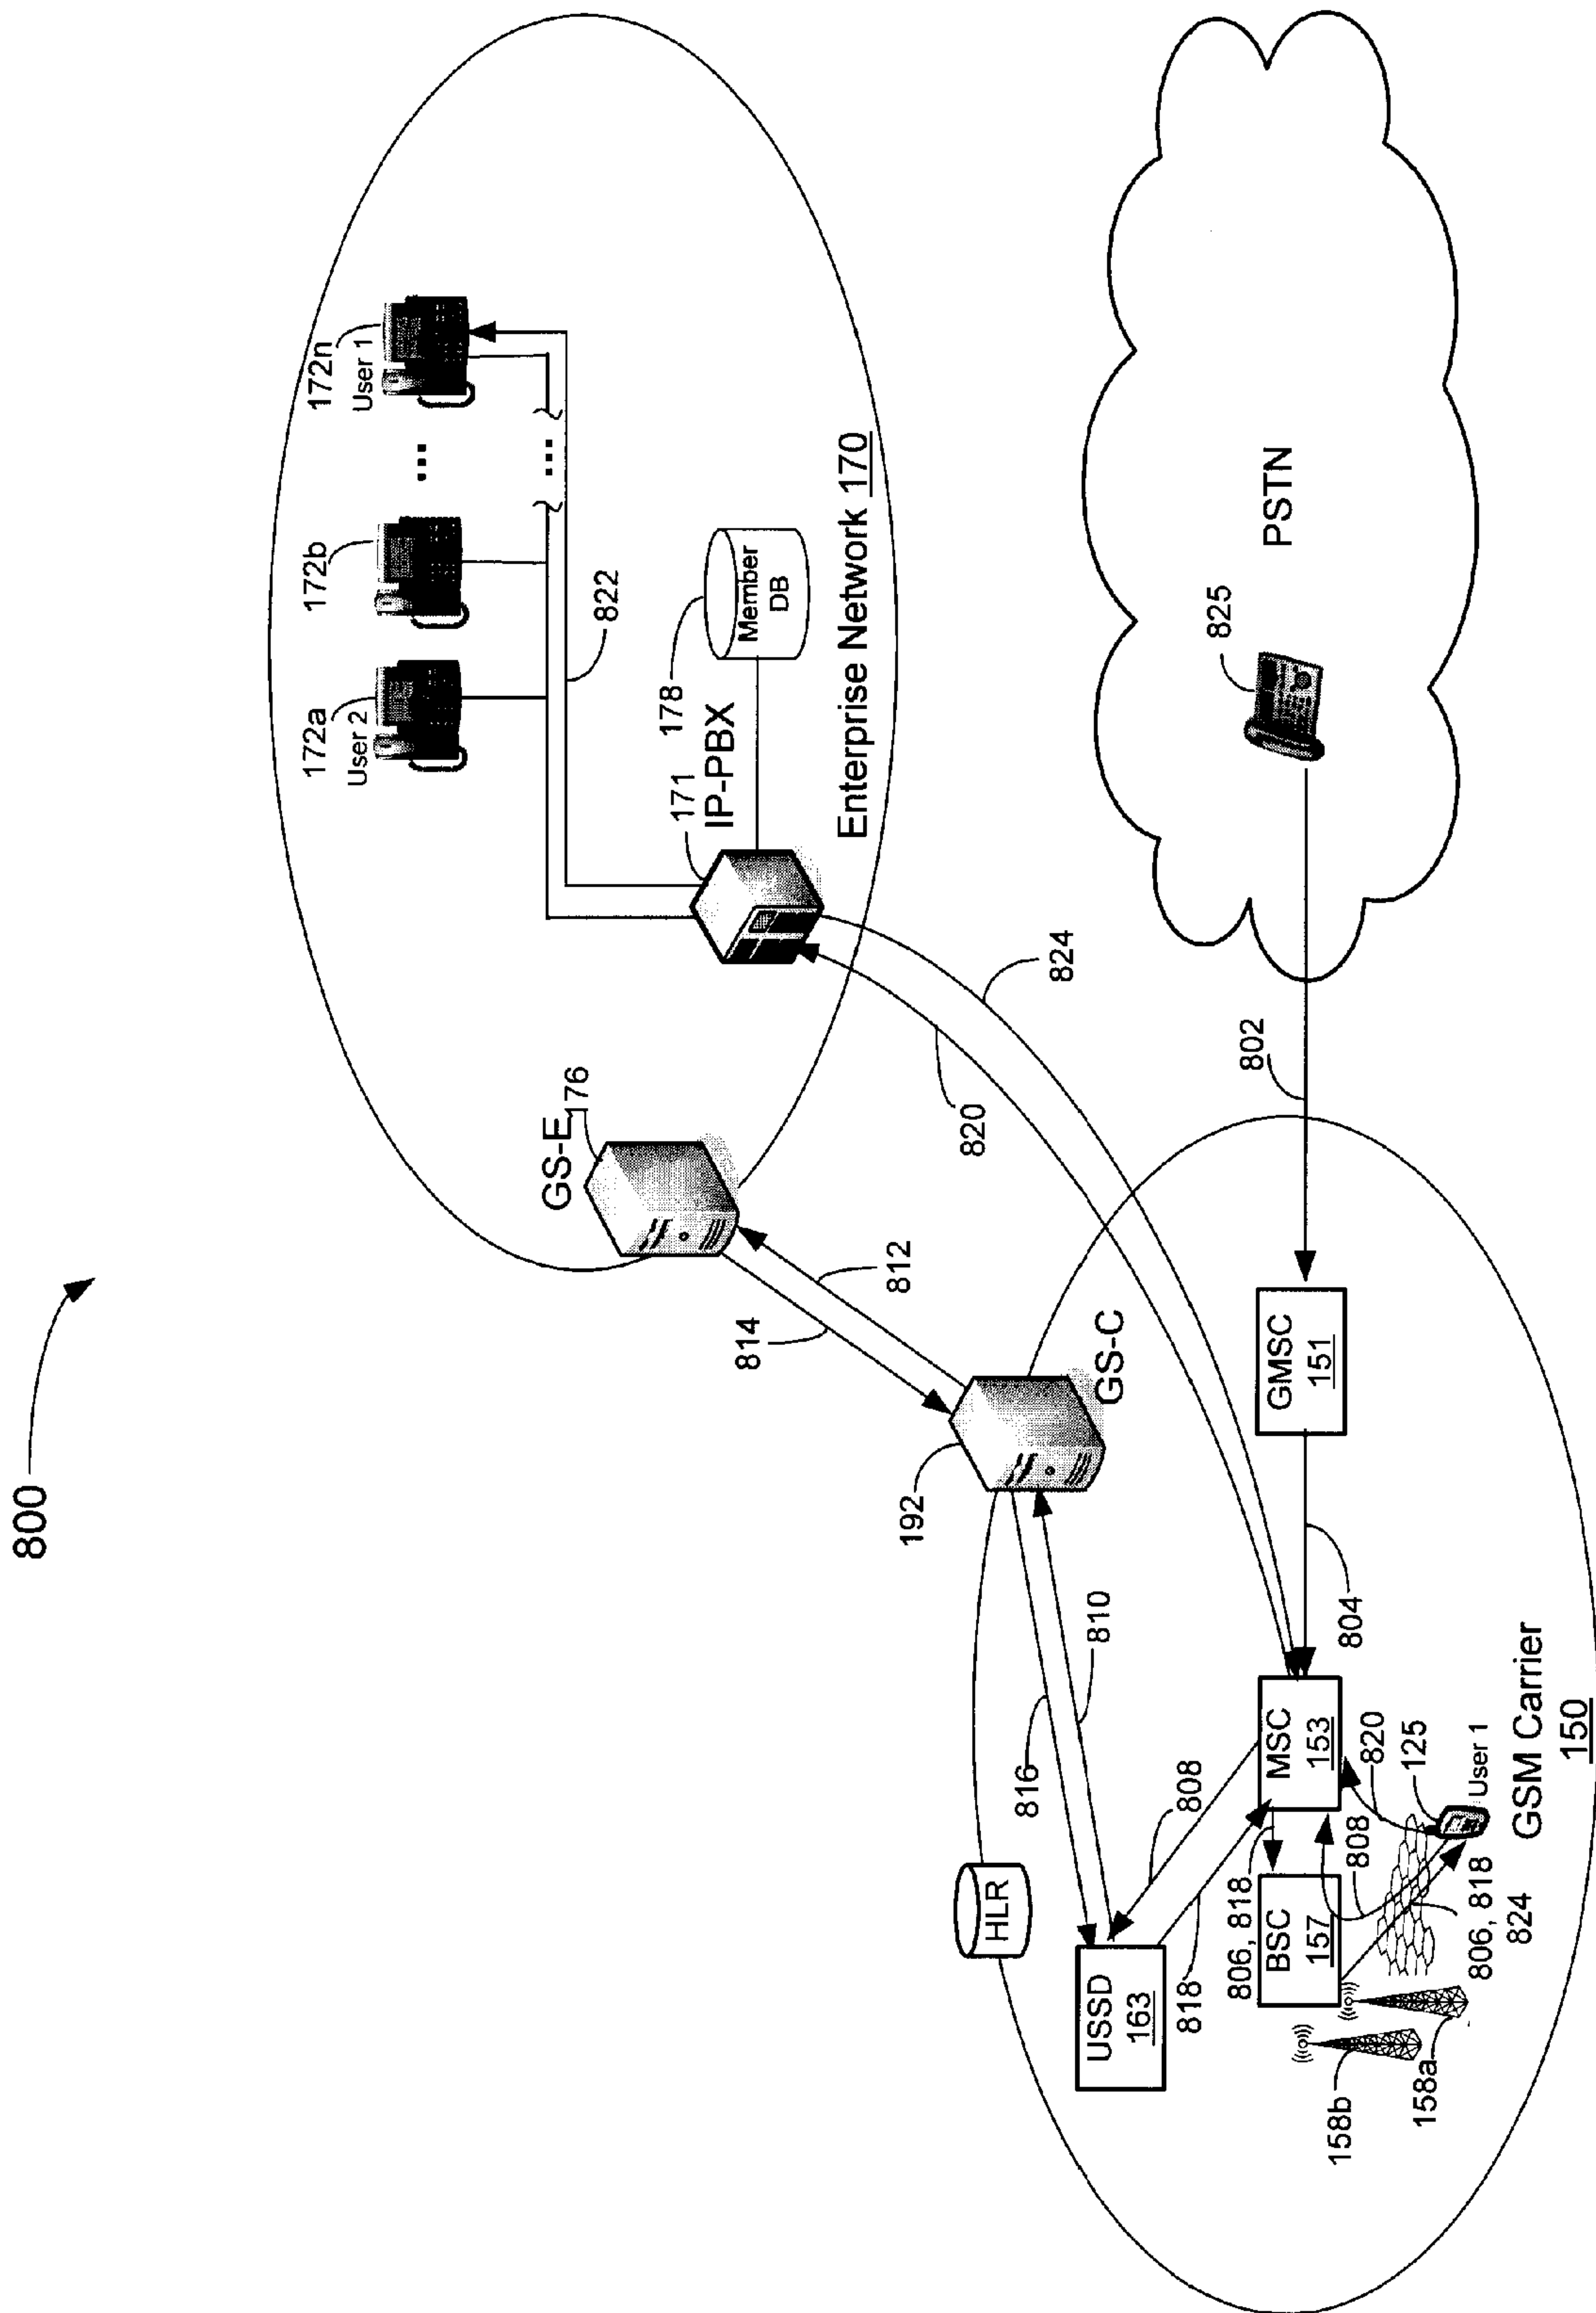 800
172a
User 2
172b
...
172n
User 1
...
822
171
IP-PBX
178
Member
DB
Enterprise Network 170
GS-E
176
814
812
820
824
825
PSTN
802
192
GS-C
GMSC
151
804
816
810
HLR
USSD
163
808
818
MSC
153
806, 818
BSC
157
820
125
User 1
808
806, 818
824
158b
158a
GSM Carrier
150